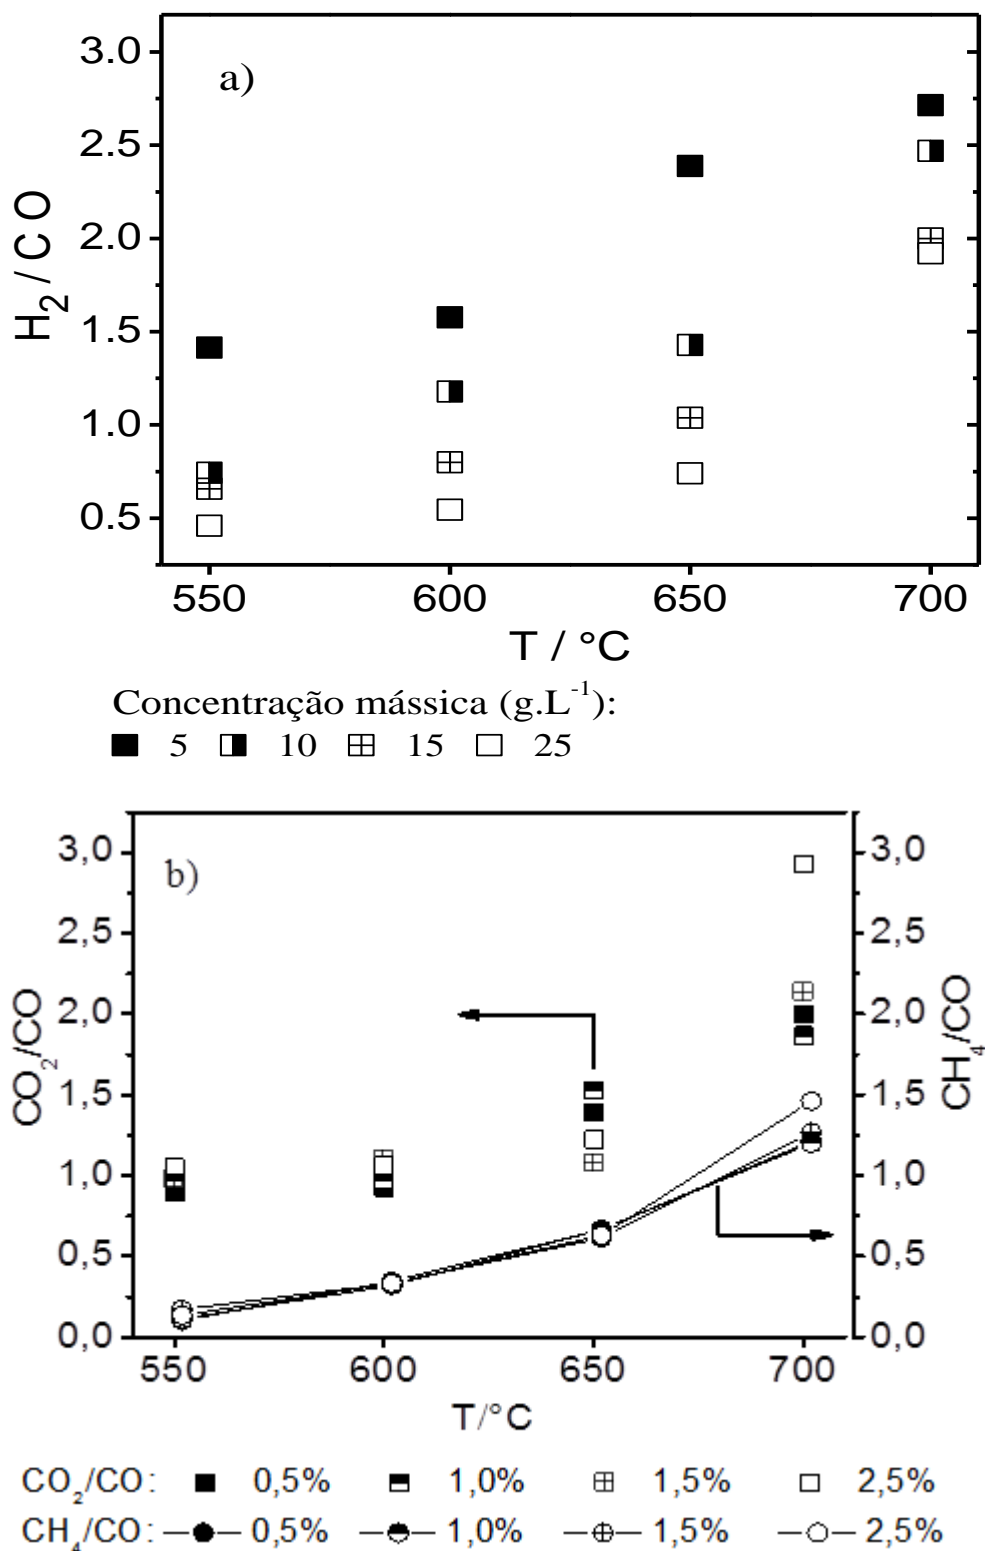 a)
H2 / CO
3.0
2.5
2.0
1.5
1.0
0.5
550 600 650 700
T / °C
Concentração mássica (g.L-1):
5 10 15 25
b)
CO2/CO
3,0
2,5
2,0
1,5
1,0
0,5
0,0
3,0
2,5
2,0
1,5
1,0
0,5
0,0
CH4/CO
550 600 650 700
T/°C
CO2/CO: 0,5% 1,0% 1,5% 2,5%
CH4/CO: 0,5% 1,0% 1,5% 2,5%